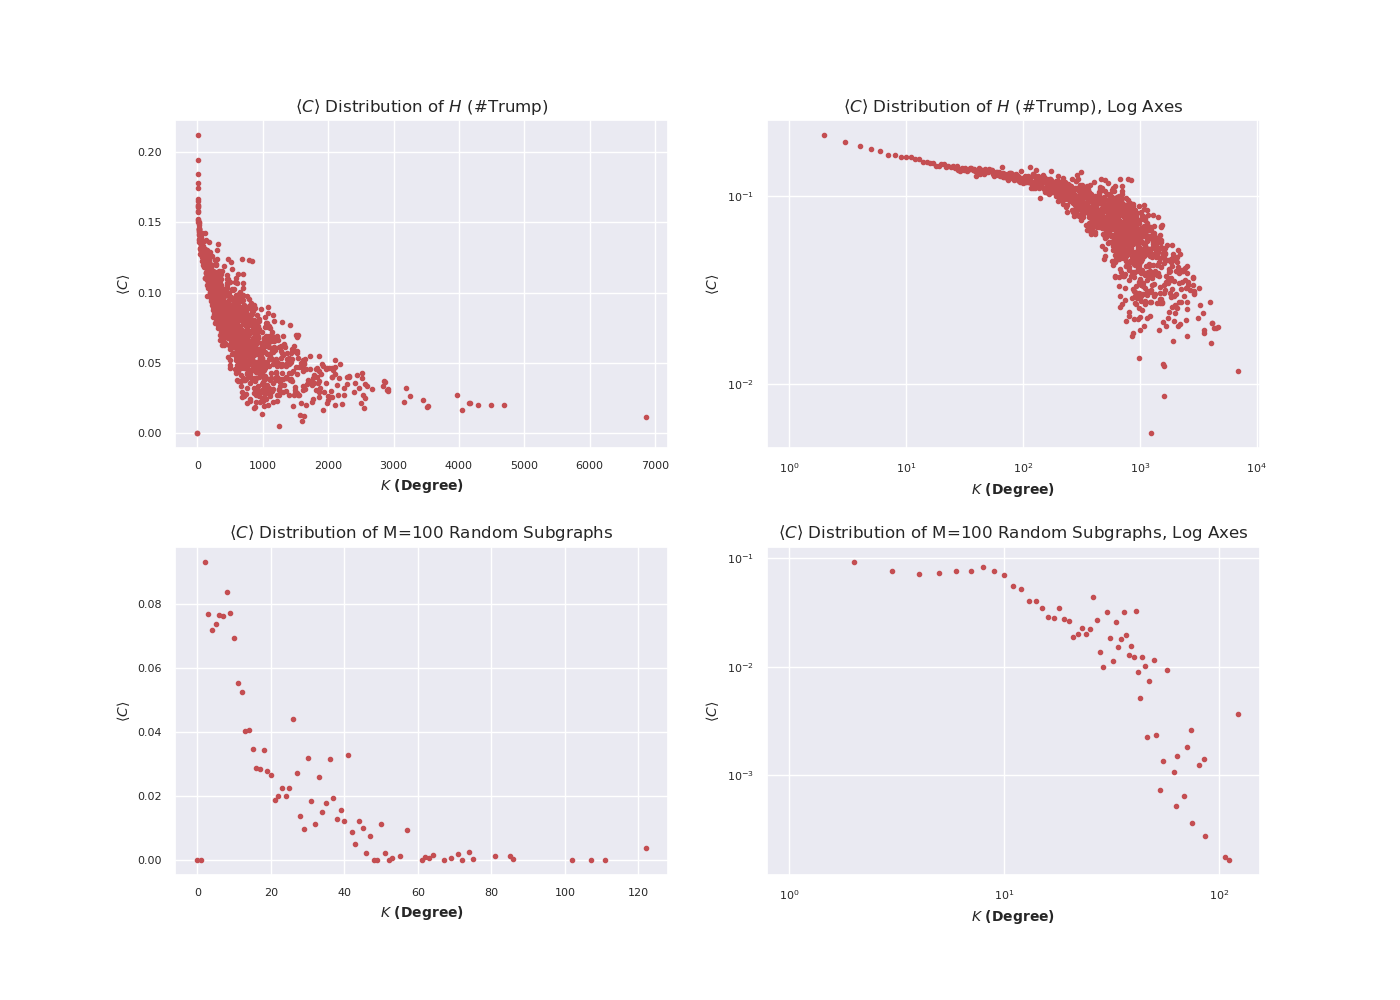 ⟨C⟩ Distribution of H (#Trump)
0.20
0.15
0.10
0.05
0.00
⟨C⟩
0 1000 2000 3000 4000 5000 6000 7000
K (Degree)
⟨C⟩ Distribution of H (#Trump), Log Axes
10⁻¹
10⁻²
⟨C⟩
10⁰ 10¹ 10² 10³ 10⁴
K (Degree)
⟨C⟩ Distribution of M=100 Random Subgraphs
0.08
0.06
0.04
0.02
0.00
⟨C⟩
0 20 40 60 80 100 120
K (Degree)
⟨C⟩ Distribution of M=100 Random Subgraphs, Log Axes
10⁻¹
10⁻²
10⁻³
⟨C⟩
10⁰ 10¹ 10²
K (Degree)